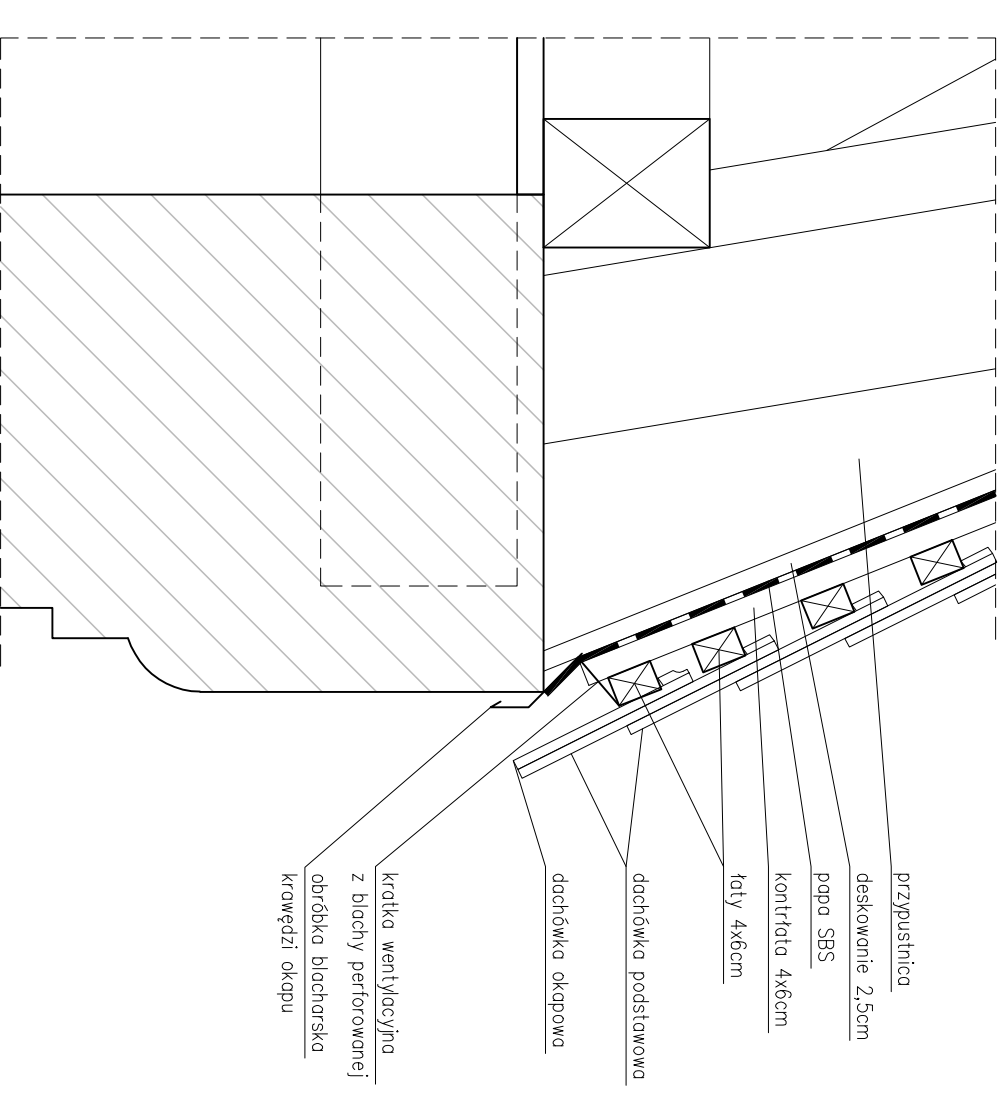 przypustnica
deskowanie 2,5cm
papa SBS
kontrłata 4x6cm
łaty 4x6cm
dachówka podstawowa
dachówka okapowa
kratka wentylacyjna
z blachy perforowanej
obróbka blacharska
krawędzi okapu